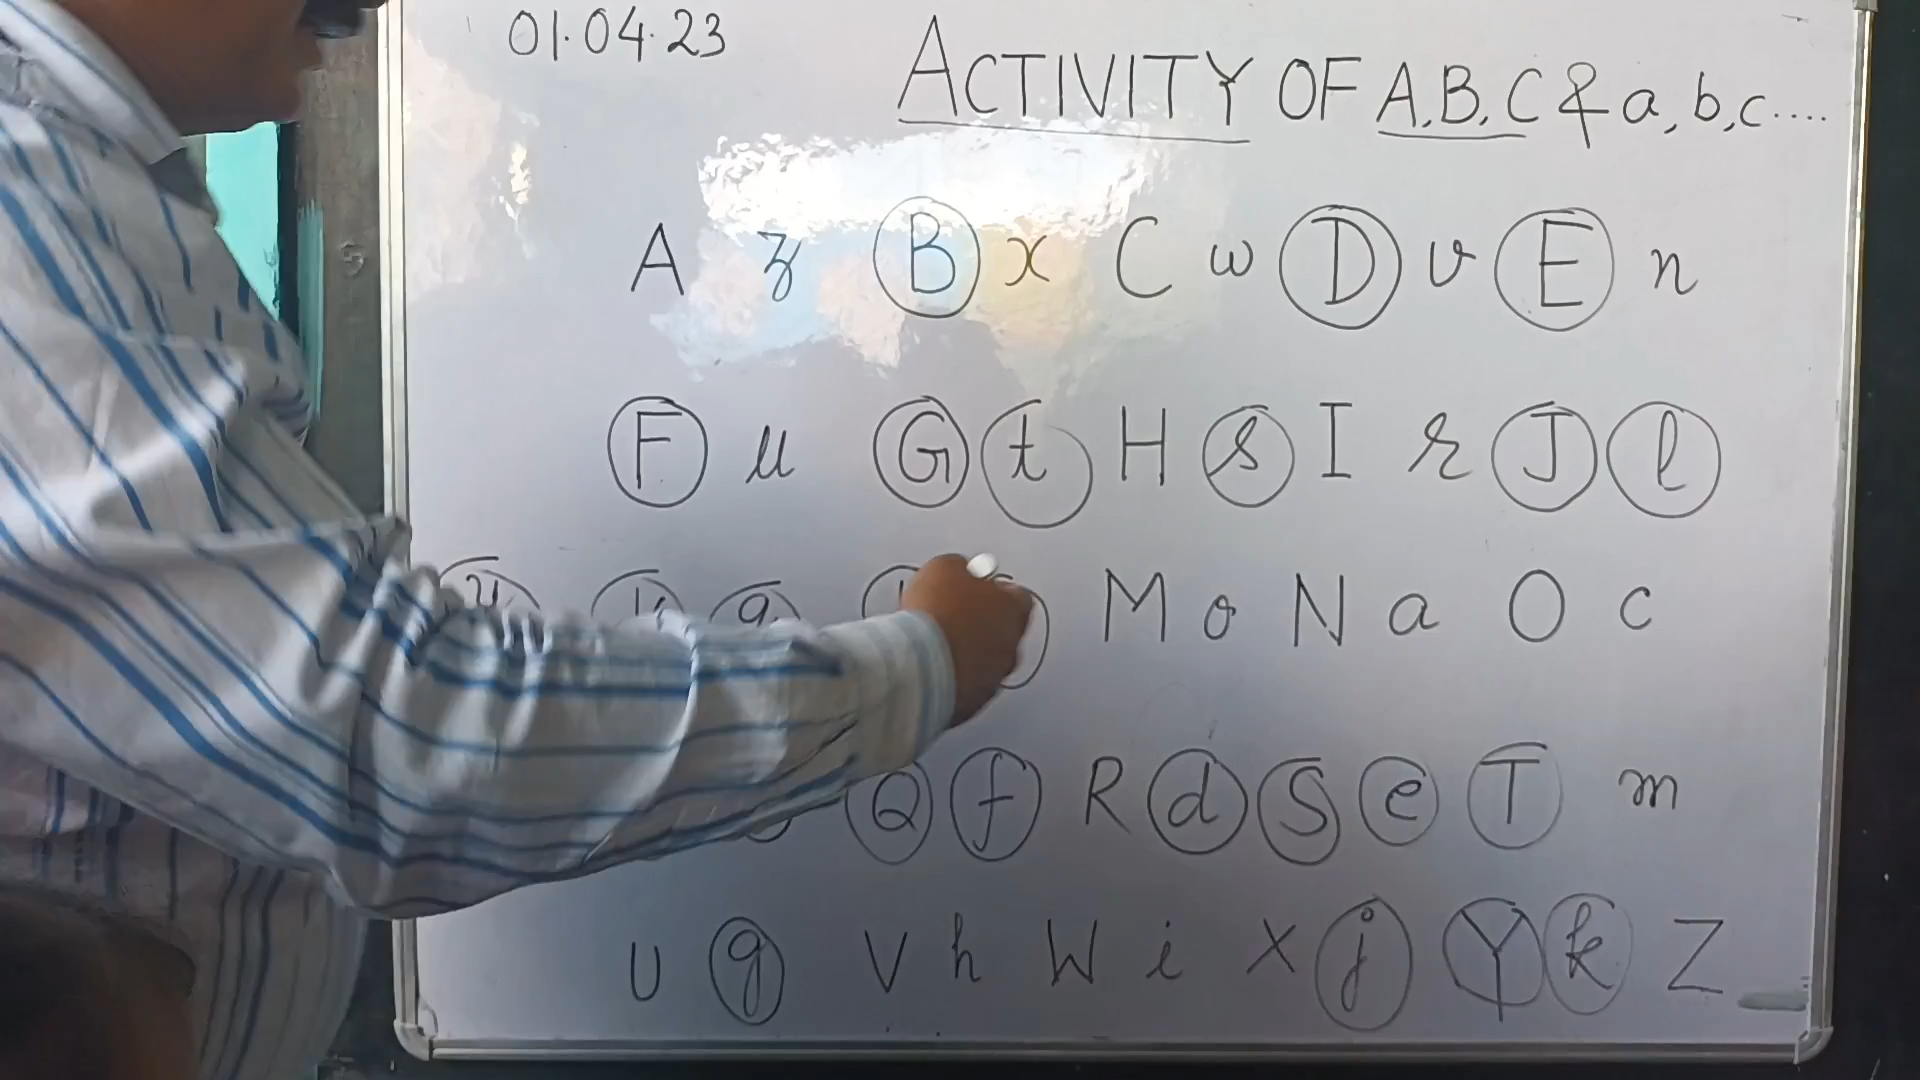 01.04.23
ACTIVITY OF A,B,C & a,b,c....
A z B x C w D v E n
F u G t H s I r J l
y K q M o N a O c
Q f R d S e T m
U g V h W i X j Y k Z